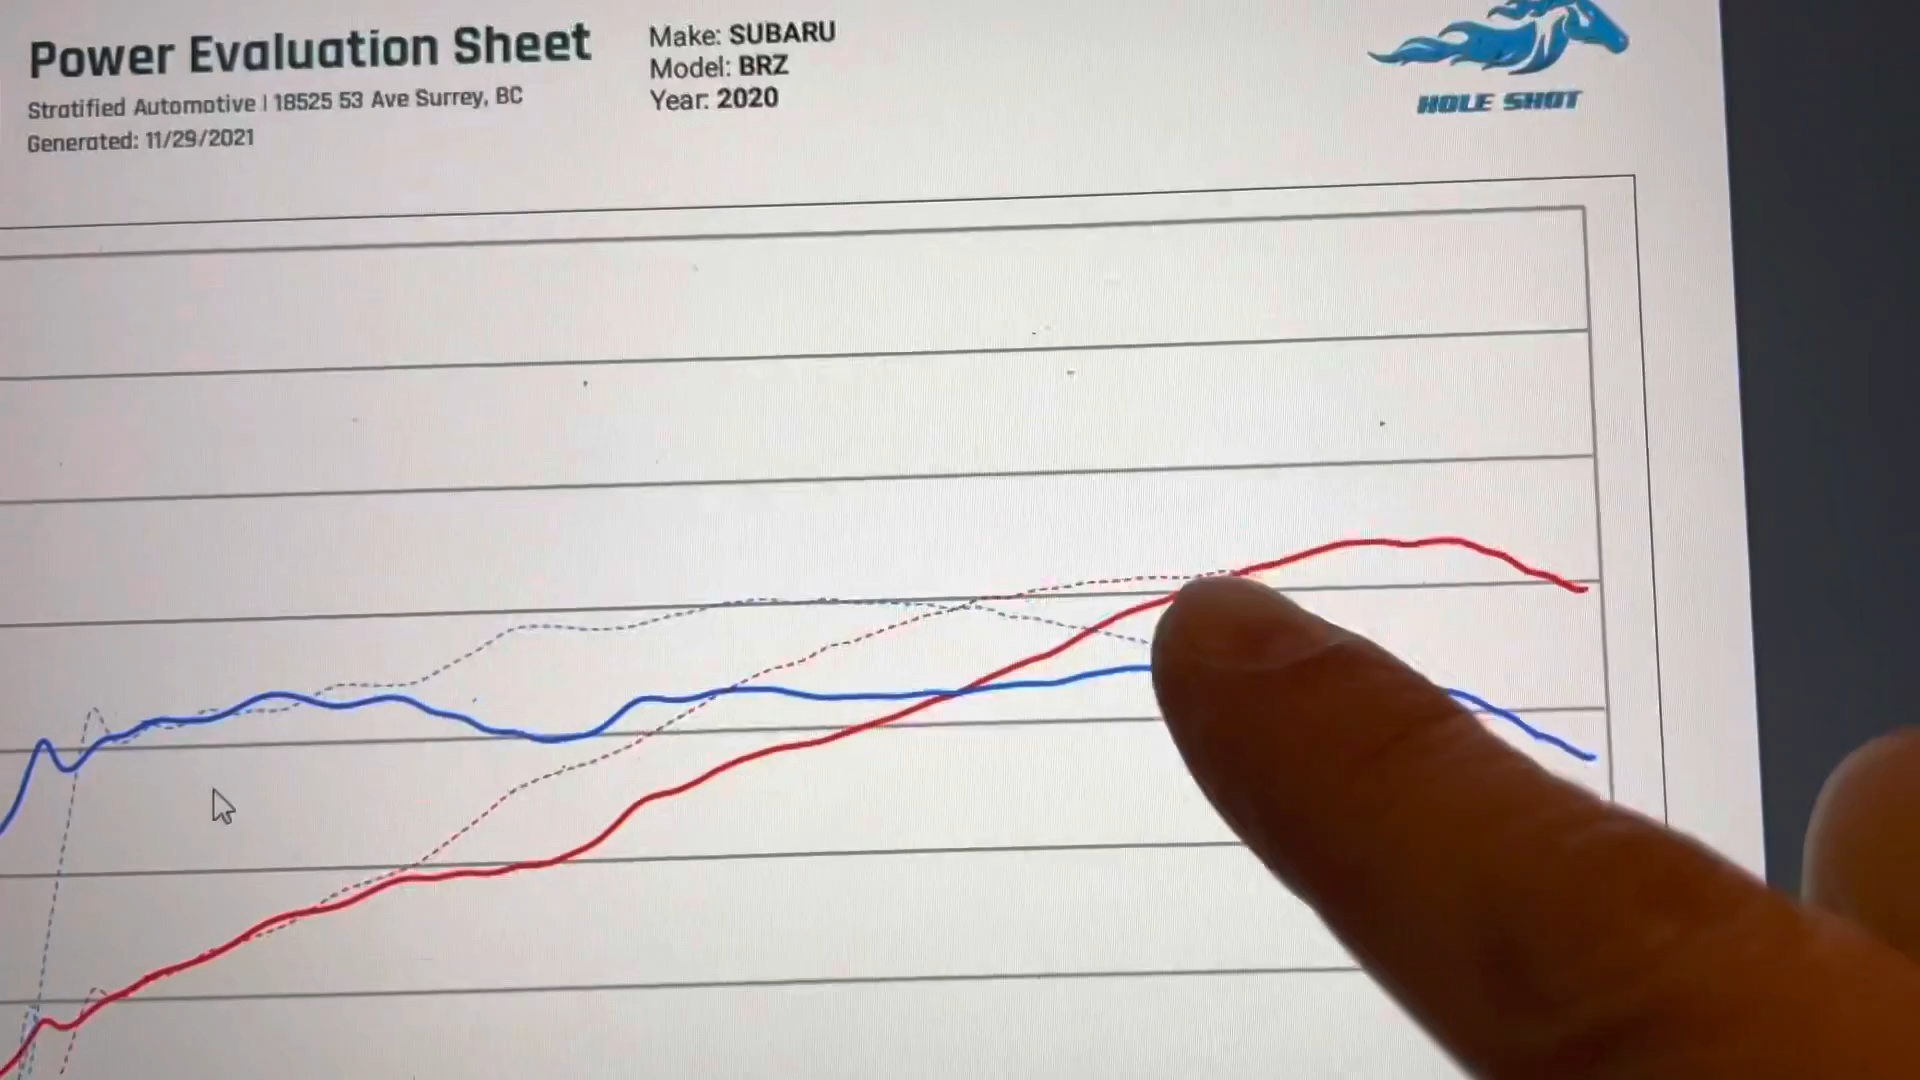 Power Evaluation Sheet
Stratified Automotive | 18525 53 Ave Surrey, BC
Generated: 11/29/2021
Make: SUBARU
Model: BRZ
Year: 2020
HOLE SHOT